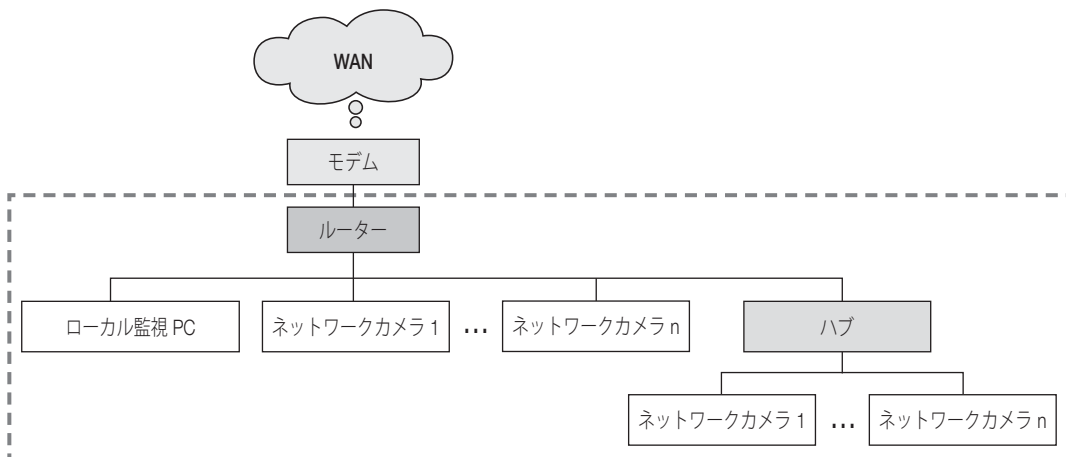 WAN
モデム
ルーター
ローカル監視 PC
ネットワークカメラ 1
...
ネットワークカメラ n
ハブ
ネットワークカメラ 1
...
ネットワークカメラ n